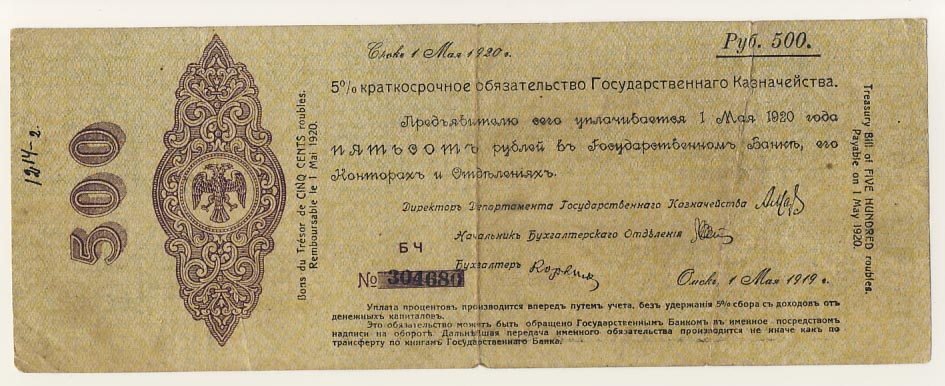 Срокъ 1 Мая 1920 г.
Руб. 500.
5% краткосрочное обязательство Государственнаго Казначейства.
Предъявителю сего уплачивается 1 Мая 1920 года
ПЯТЬСОТЪ рублей въ Государственномъ Банкѣ, его
Конторахъ и Отдѣленiяхъ.
Директоръ Департамента Государственного Казначейства
Начальникъ Бухгалтерскаго Отдѣленiя
БЧ
Бухгалтеръ
№ 304680
Омскъ, 1 Мая 1919 г.
Уплата процентовъ производится впередъ путемъ учета, безъ удержанiя 5% сбора съ доходовъ отъ
денежныхъ капиталовъ.
Это обязательство можетъ быть обращено Государственнымъ Банкомъ въ именное посредствомъ
надписи на оборотѣ. Дальнѣйшая передача именного обязательства производится не иначе какъ по
трансферту по книгамъ Государственнаго Банка.
500
1214-2
Bons du Trésor de CINQ CENTS roubles.
Remboursable le 1 Mai 1920.
Treasury Bill of FIVE HUNDRED roubles.
Payable on 1 May 1920.